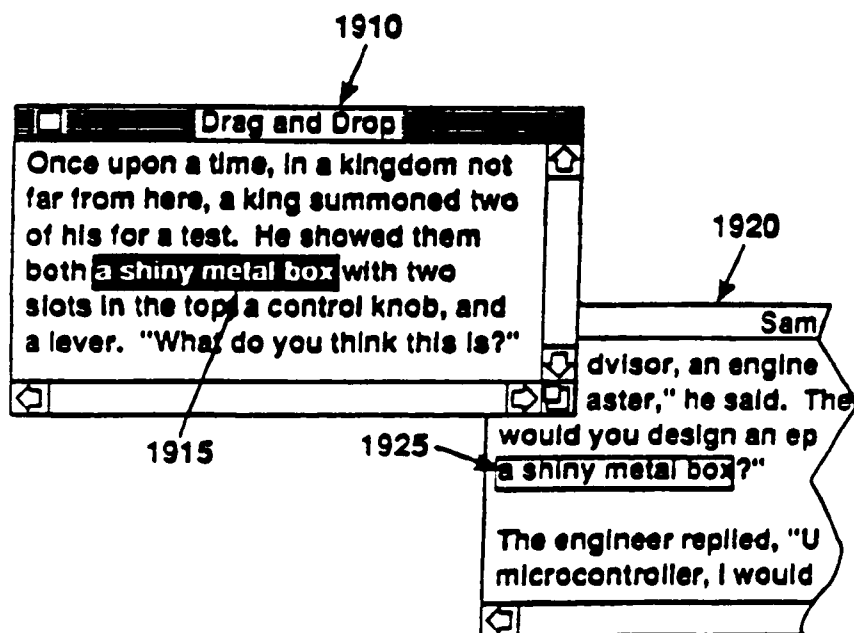 1910
Drag and Drop
Once upon a time, in a kingdom not
far from here, a king summoned two
of his for a test. He showed them
both a shiny metal box with two
slots in the top, a control knob, and
a lever. "What do you think this is?"
1915
1920
Sam
dvisor, an engine
aster," he said. The
would you design an ep
1925
a shiny metal box?"
The engineer replied, "U
microcontroller, I would